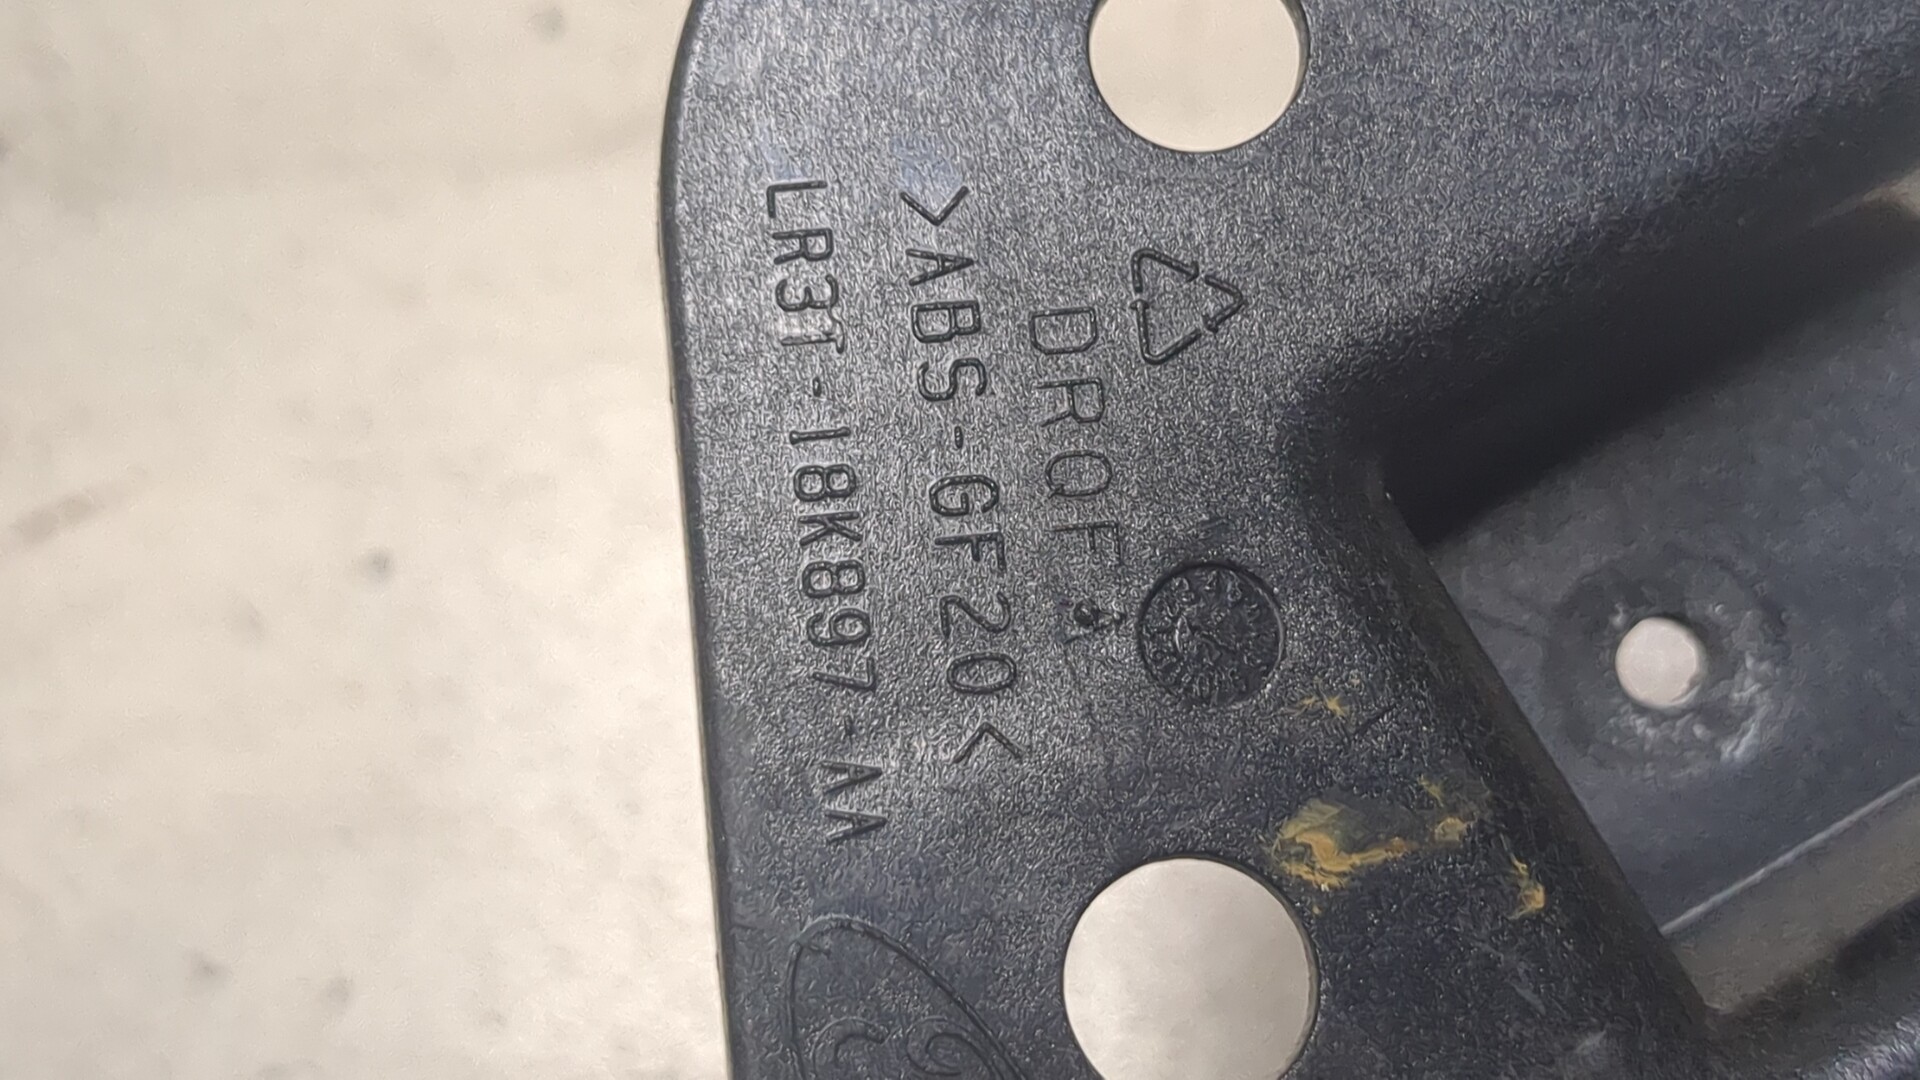 DRQF
A
>ABS-GF20<
LR3T-18K897-AA